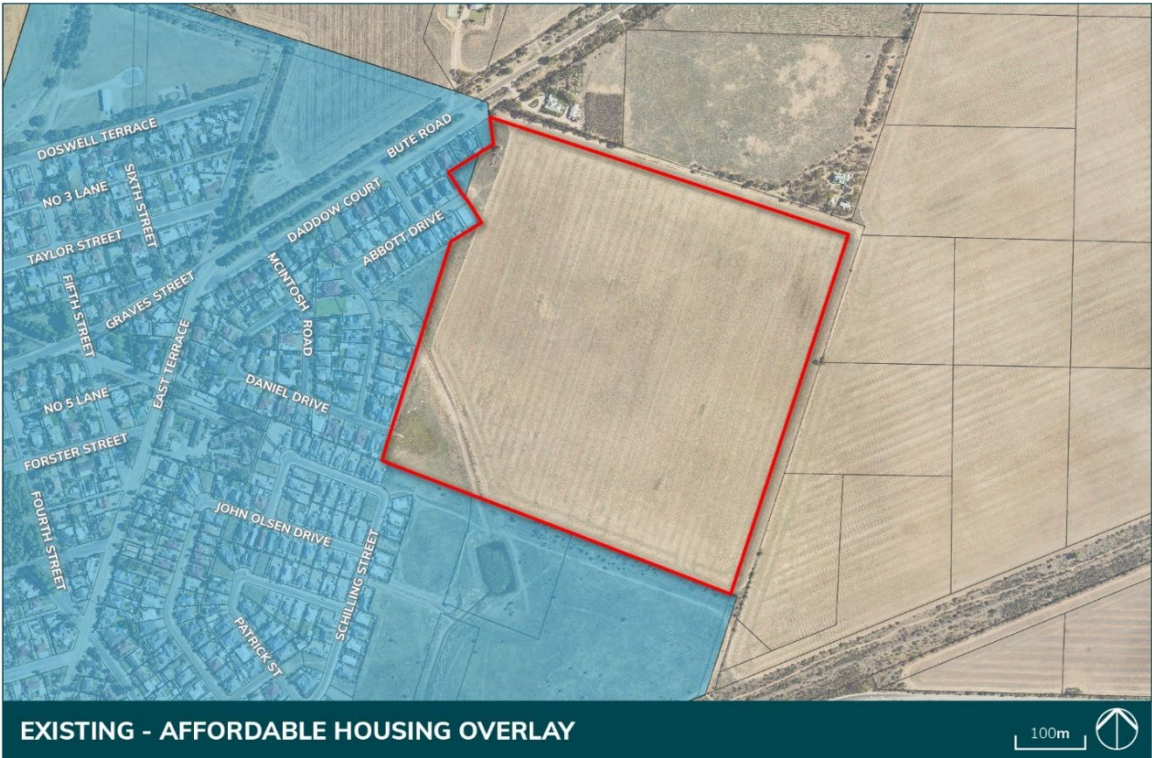 BUTE ROAD
DOSWELL TERRACE
NO 3 LANE
SIXTH STREET
DADDOW COURT
ABBOTT DRIVE
TAYLOR STREET
MCINTOSH ROAD
FIFTH STREET
GRAVES STREET
EAST TERRACE
DANIEL DRIVE
NO 5 LANE
FORSTER STREET
FOURTH STREET
JOHN OLSEN DRIVE
SCHILLING STREET
PATRICK ST
EXISTING - AFFORDABLE HOUSING OVERLAY
100m